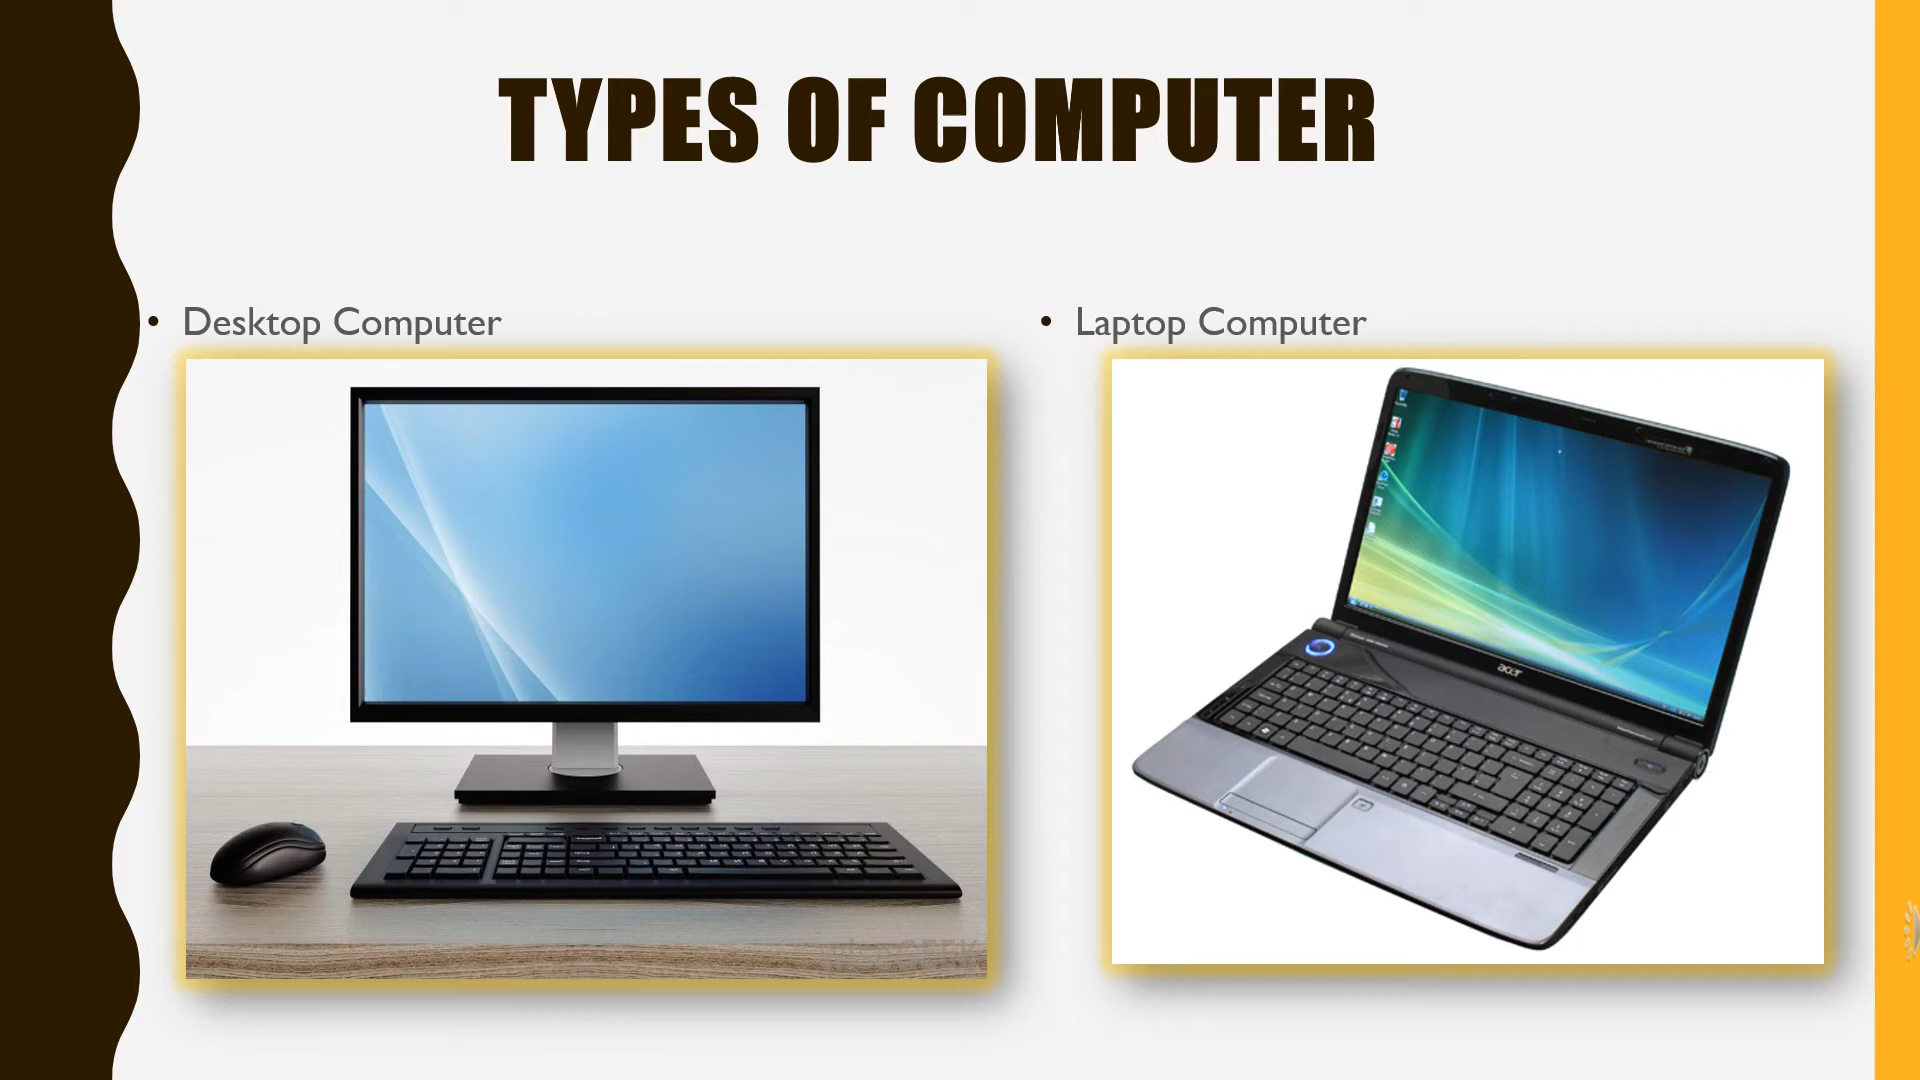 TYPES OF COMPUTER
• Desktop Computer
• Laptop Computer
acer